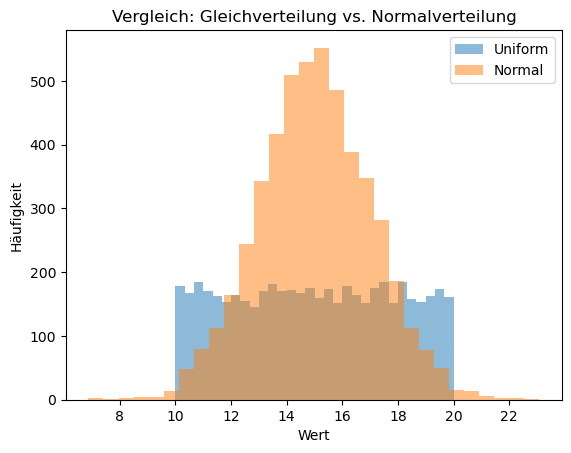 Vergleich: Gleichverteilung vs. Normalverteilung
Uniform
Normal
Häufigkeit
500
400
300
200
100
0
8 10 12 14 16 18 20 22
Wert